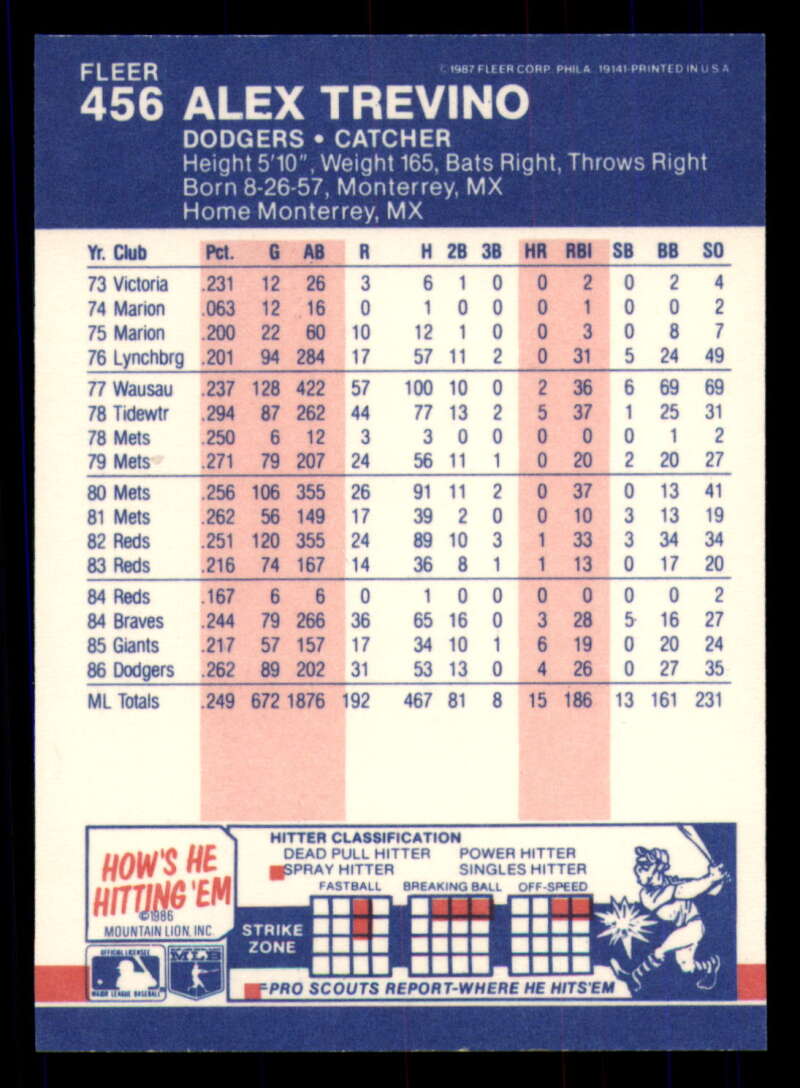 FLEER
©1987 FLEER CORP. PHILA. 19141-PRINTED IN U S A
456 ALEX TREVINO
DODGERS • CATCHER
Height 5'10", Weight 165, Bats Right, Throws Right
Born 8-26-57, Monterrey, MX
Home Monterrey, MX
Yr. Club Pct. G AB R H 2B 3B HR RBI SB BB SO
73 Victoria .231 12 26 3 6 1 0 0 2 0 2 4
74 Marion .063 12 16 0 1 0 0 0 1 0 0 2
75 Marion .200 22 60 10 12 1 0 0 3 0 8 7
76 Lynchbrg .201 94 284 17 57 11 2 0 31 5 24 49
77 Wausau .237 128 422 57 100 10 0 2 36 6 69 69
78 Tidewtr .294 87 262 44 77 13 2 5 37 1 25 31
78 Mets .250 6 12 3 3 0 0 0 0 0 1 2
79 Mets .271 79 207 24 56 11 1 0 20 2 20 27
80 Mets .256 106 355 26 91 11 2 0 37 0 13 41
81 Mets .262 56 149 17 39 2 0 0 10 3 13 19
82 Reds .251 120 355 24 89 10 3 1 33 3 34 34
83 Reds .216 74 167 14 36 8 1 1 13 0 17 20
84 Reds .167 6 6 0 1 0 0 0 0 0 0 2
84 Braves .244 79 266 36 65 16 0 3 28 5 16 27
85 Giants .217 57 157 17 34 10 1 6 19 0 20 24
86 Dodgers .262 89 202 31 53 13 0 4 26 0 27 35
ML Totals .249 672 1876 192 467 81 8 15 186 13 161 231
HOW'S HE
HITTING 'EM
©1986
MOUNTAIN LION, INC.
OFFICIAL LICENSEE
MAJOR LEAGUE BASEBALL
MLB
HITTER CLASSIFICATION
DEAD PULL HITTER POWER HITTER
SPRAY HITTER SINGLES HITTER
FASTBALL BREAKING BALL OFF-SPEED
STRIKE
ZONE
=PRO SCOUTS REPORT-WHERE HE HITS'EM